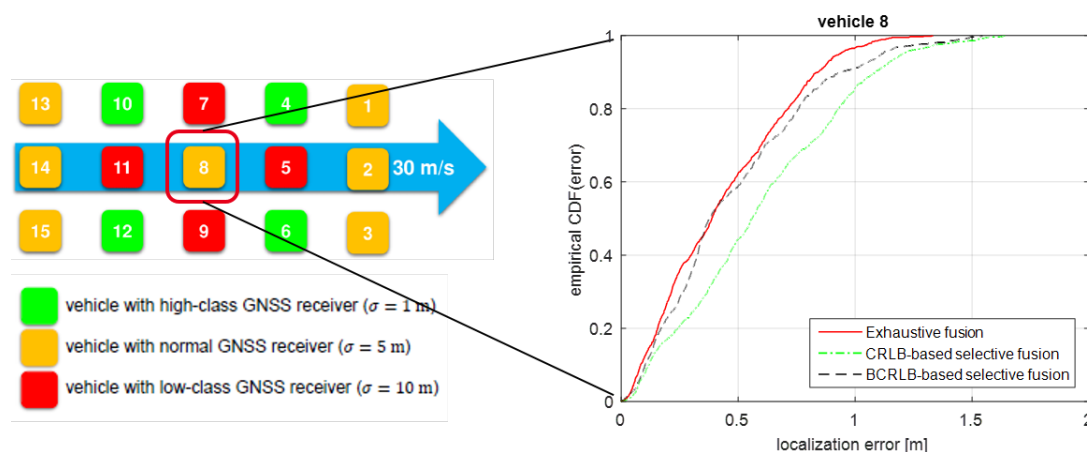 13 10 7 4 1
14 11 8 5 2 30 m/s
15 12 9 6 3
vehicle with high-class GNSS receiver (σ = 1 m)
vehicle with normal GNSS receiver (σ = 5 m)
vehicle with low-class GNSS receiver (σ = 10 m)
vehicle 8
1
0.8
0.6
0.4
0.2
0
empirical CDF(error)
Exhaustive fusion
CRLB-based selective fusion
BCRLB-based selective fusion
0 0.5 1 1.5 2
localization error [m]